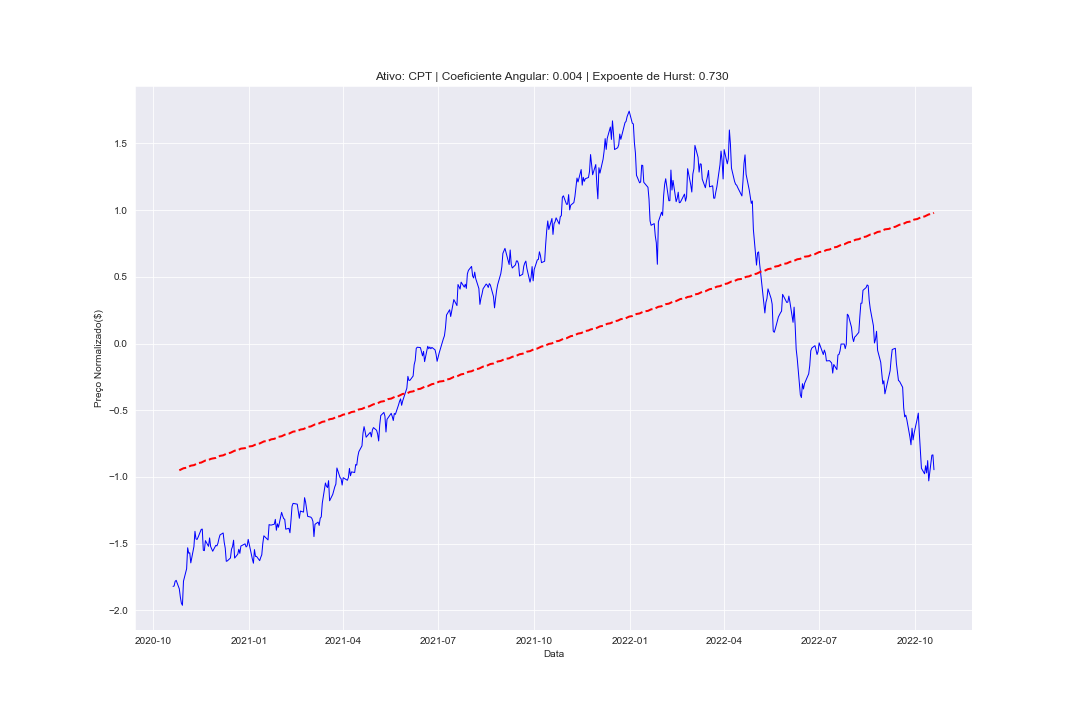 Ativo: CPT | Coeficiente Angular: 0.004 | Expoente de Hurst: 0.730
Preço Normalizado($)
1.5
1.0
0.5
0.0
−0.5
−1.0
−1.5
−2.0
2020-10 2021-01 2021-04 2021-07 2021-10 2022-01 2022-04 2022-07 2022-10
Data